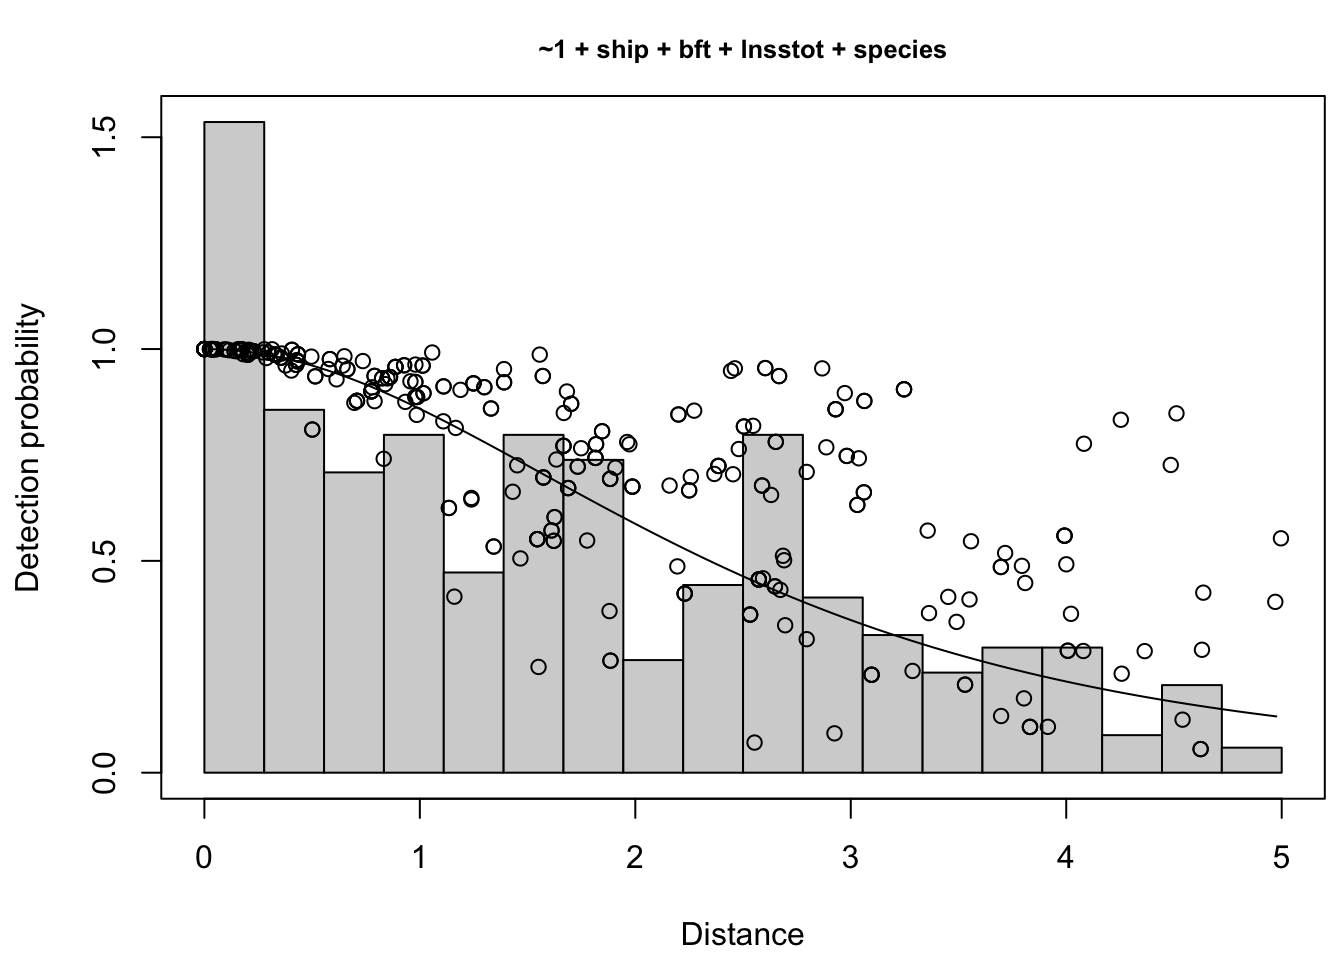 ~1 + ship + bft + lnsstot + species
Detection probability
1.5
1.0
0.5
0.0
0 1 2 3 4 5
Distance